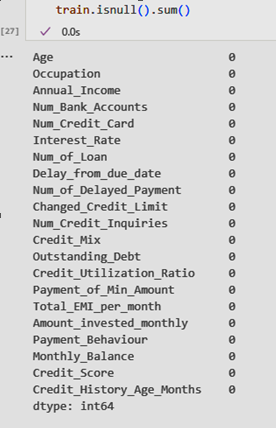 train.isnull().sum()
[27] 0.0s
... Age 0
Occupation 0
Annual_Income 0
Num_Bank_Accounts 0
Num_Credit_Card 0
Interest_Rate 0
Num_of_Loan 0
Delay_from_due_date 0
Num_of_Delayed_Payment 0
Changed_Credit_Limit 0
Num_Credit_Inquiries 0
Credit_Mix 0
Outstanding_Debt 0
Credit_Utilization_Ratio 0
Payment_of_Min_Amount 0
Total_EMI_per_month 0
Amount_invested_monthly 0
Payment_Behaviour 0
Monthly_Balance 0
Credit_Score 0
Credit_History_Age_Months 0
dtype: int64